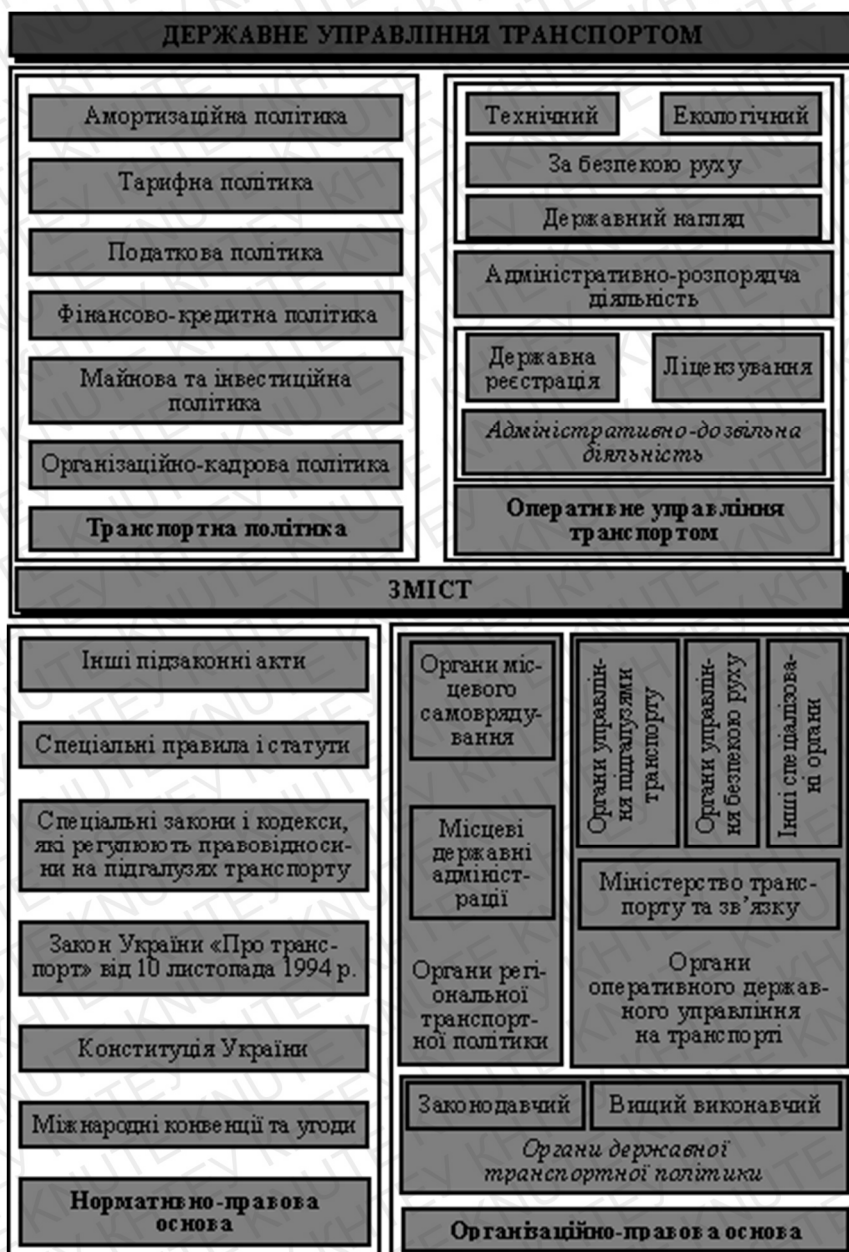 ДЕРЖАВНЕ УПРАВЛІННЯ ТРАНСПОРТОМ
Амортизаційна політика
Тарифна політика
Податкова політика
Фінансово-кредитна політика
Майнова та інвестиційна
політика
Організаційно-кадрова політика
Транспортна політика
Технічний
Екологічний
За безпекою руху
Державний нагляд
Адміністративно-розпорядча
діяльність
Державна
реєстрація
Ліцензування
Адміністративно-дозвільна
діяльність
Оперативне управління
транспортом
ЗМІСТ
Інші підзаконні акти
Спеціальні правила і статути
Спеціальні закони і кодекси,
які регулюють правовідноси-
ни на підгалузях транспорту
Закон України «Про транс-
порт» від 10 листопада 1994 р.
Конституція України
Міжнародні конвенції та угоди
Нормативно-правова
основа
Органи міс-
цевого
самовряду-
вання
Місцеві
державні
адмініст-
рації
Органи регі-
ональної
транспорт-
ної політики
Органи управлін-
ня підгалузями
транспорту
Органи управлін-
ня безпекою руху
Інші спеціалізова-
ні органи
Міністерство транс-
порту та зв’язку
Органи
оперативного держав-
ного управління
на транспорті
Законодавчий
Вищий виконавчий
Органи державної
транспортної політики
Організаційно-правова основа
KNUTE КНТЕУ